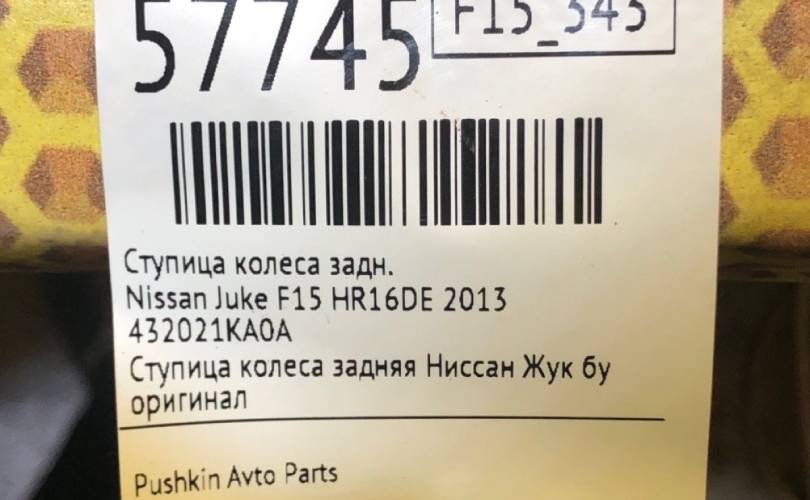 57745
F15_343
Ступица колеса задн.
Nissan Juke F15 HR16DE 2013
432021KA0A
Ступица колеса задняя Ниссан Жук бу
оригинал
Pushkin Avto Parts